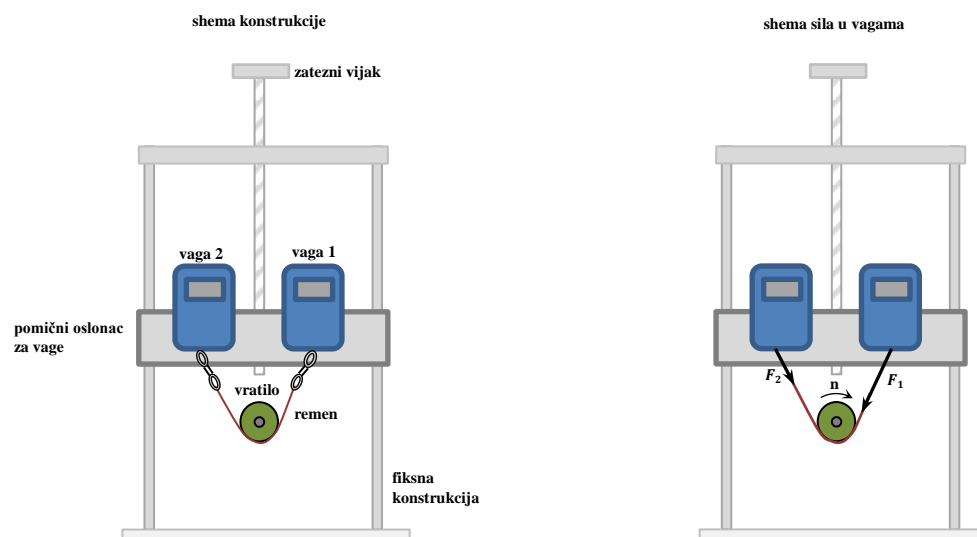 shema konstrukcije
zatezni vijak
vaga 2
vaga 1
pomični oslonac
za vage
vratilo
remen
fiksna
konstrukcija
shema sila u vagama
F₂
n
F₁